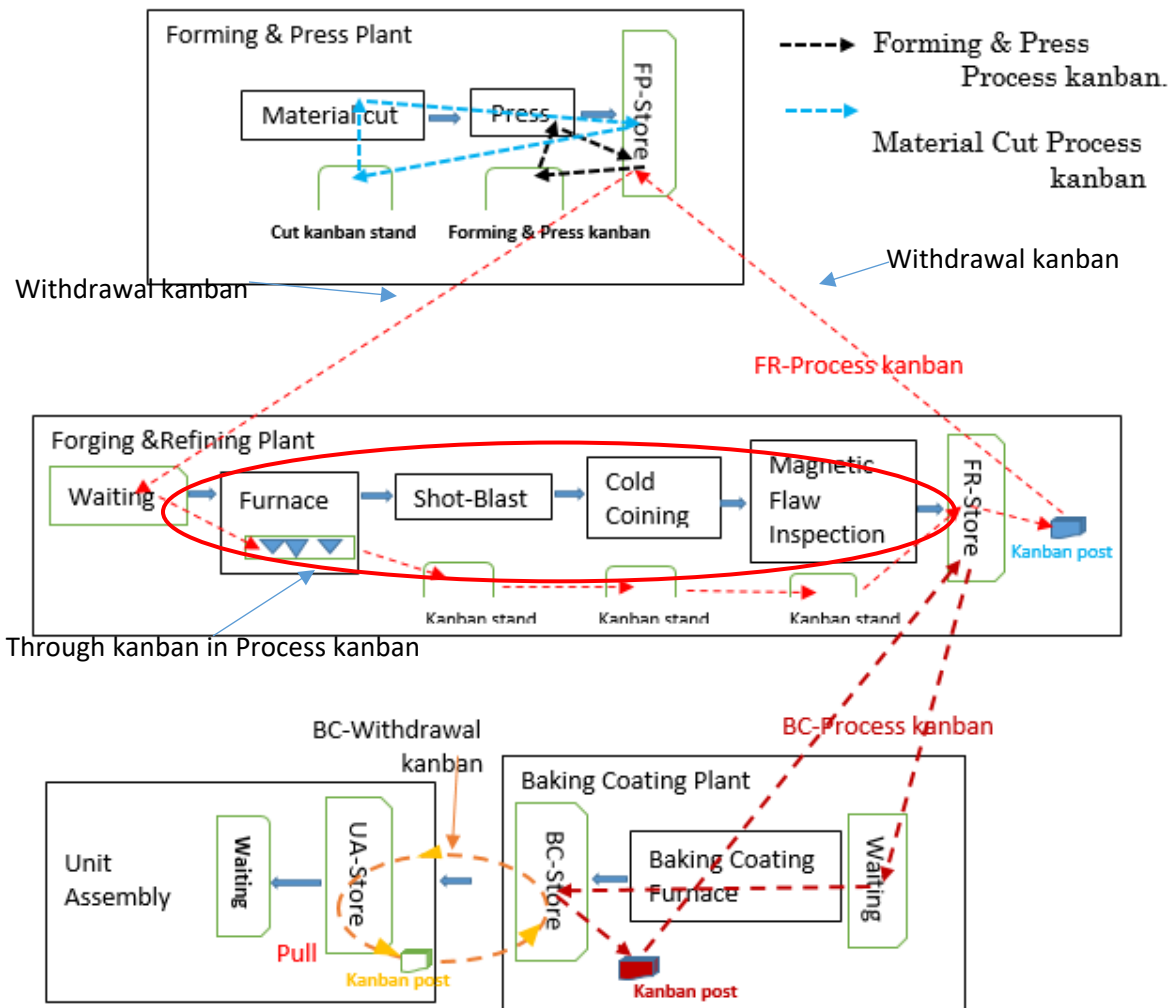 Forming & Press Plant
Material cut
Press
FP-Store
Cut kanban stand
Forming & Press kanban
Forming & Press
Process kanban.
Material Cut Process
kanban
Withdrawal kanban
Withdrawal kanban
FR-Process kanban
Forging &Refining Plant
Waiting
Furnace
Shot-Blast
Cold
Coining
Magnetic
Flaw
Inspection
FR-Store
Kanban post
Kanban stand
Kanban stand
Kanban stand
Through kanban in Process kanban
BC-Withdrawal
kanban
BC-Process kanban
Unit
Assembly
Waiting
UA-Store
Pull
Kanban post
Baking Coating Plant
BC-Store
Baking Coating
Furnace
Waiting
Kanban post